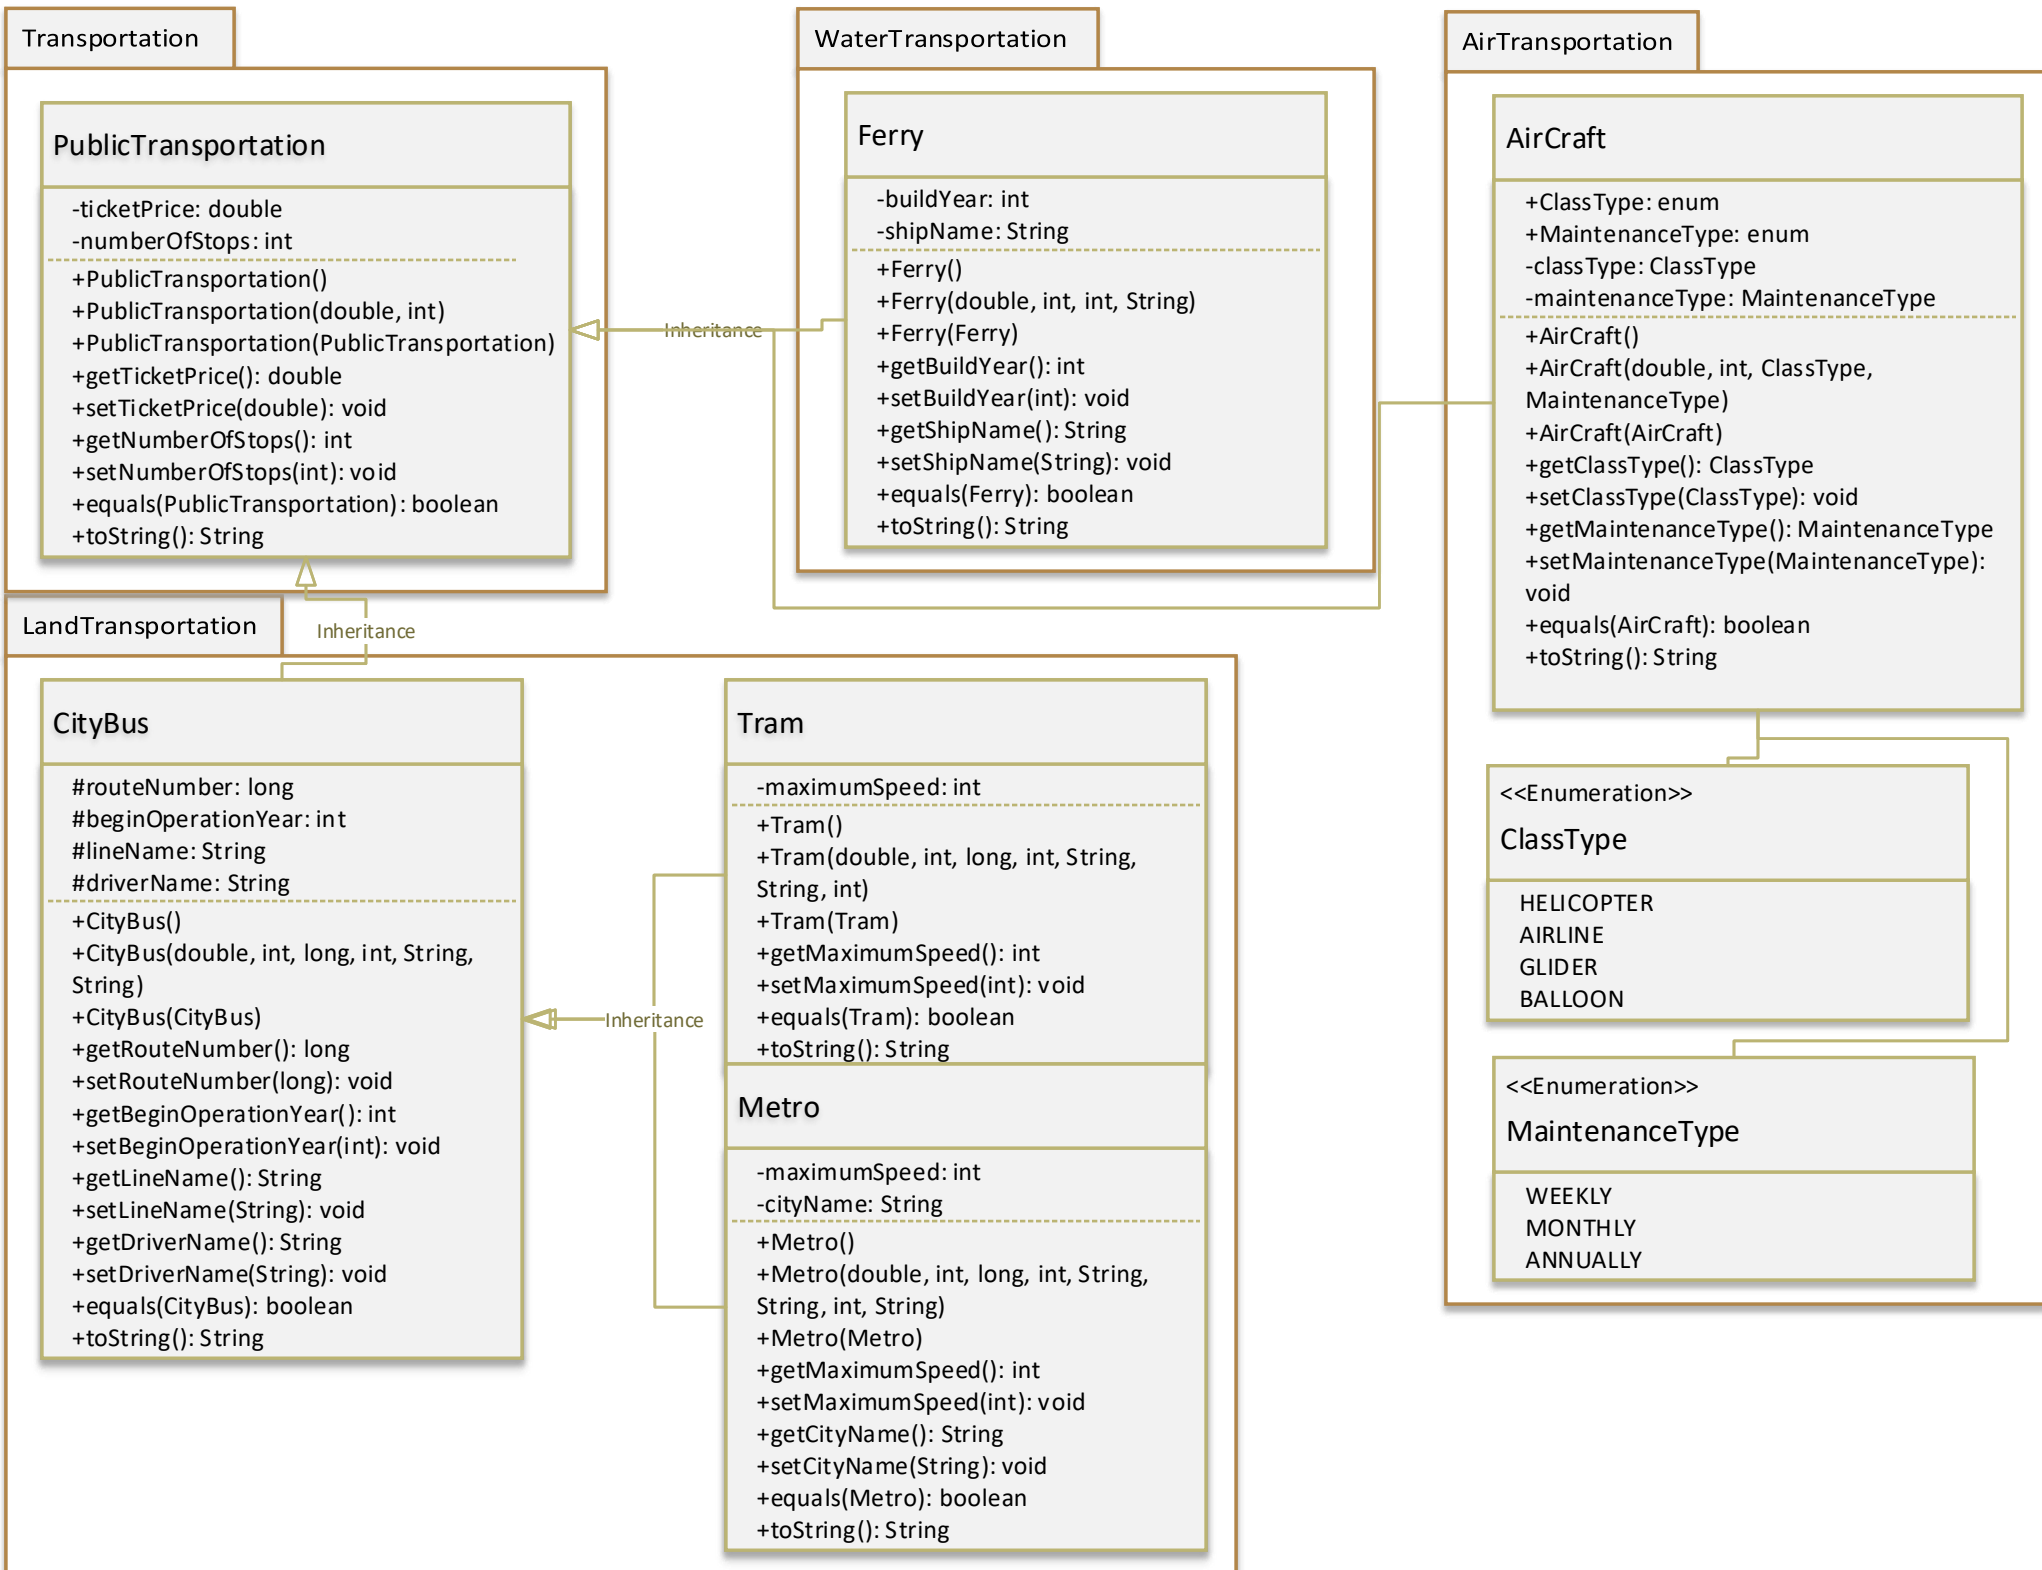 Transportation
PublicTransportation
-ticketPrice: double
-numberOfStops: int
+PublicTransportation()
+PublicTransportation(double, int)
+PublicTransportation(PublicTransportation)
+getTicketPrice(): double
+setTicketPrice(double): void
+getNumberOfStops(): int
+setNumberOfStops(int): void
+equals(PublicTransportation): boolean
+toString(): String
Inheritance
WaterTransportation
Ferry
-buildYear: int
-shipName: String
+Ferry()
+Ferry(double, int, int, String)
+Ferry(Ferry)
+getBuildYear(): int
+setBuildYear(int): void
+getShipName(): String
+setShipName(String): void
+equals(Ferry): boolean
+toString(): String
AirTransportation
AirCraft
+ClassType: enum
+MaintenanceType: enum
-classType: ClassType
-maintenanceType: MaintenanceType
+AirCraft()
+AirCraft(double, int, ClassType,
MaintenanceType)
+AirCraft(AirCraft)
+getClassType(): ClassType
+setClassType(ClassType): void
+getMaintenanceType(): MaintenanceType
+setMaintenanceType(MaintenanceType):
void
+equals(AirCraft): boolean
+toString(): String
<<Enumeration>>
ClassType
HELICOPTER
AIRLINE
GLIDER
BALLOON
<<Enumeration>>
MaintenanceType
WEEKLY
MONTHLY
ANNUALLY
LandTransportation
Inheritance
CityBus
#routeNumber: long
#beginOperationYear: int
#lineName: String
#driverName: String
+CityBus()
+CityBus(double, int, long, int, String,
String)
+CityBus(CityBus)
+getRouteNumber(): long
+setRouteNumber(long): void
+getBeginOperationYear(): int
+setBeginOperationYear(int): void
+getLineName(): String
+setLineName(String): void
+getDriverName(): String
+setDriverName(String): void
+equals(CityBus): boolean
+toString(): String
Inheritance
Tram
-maximumSpeed: int
+Tram()
+Tram(double, int, long, int, String,
String, int)
+Tram(Tram)
+getMaximumSpeed(): int
+setMaximumSpeed(int): void
+equals(Tram): boolean
+toString(): String
Metro
-maximumSpeed: int
-cityName: String
+Metro()
+Metro(double, int, long, int, String,
String, int, String)
+Metro(Metro)
+getMaximumSpeed(): int
+setMaximumSpeed(int): void
+getCityName(): String
+setCityName(String): void
+equals(Metro): boolean
+toString(): String